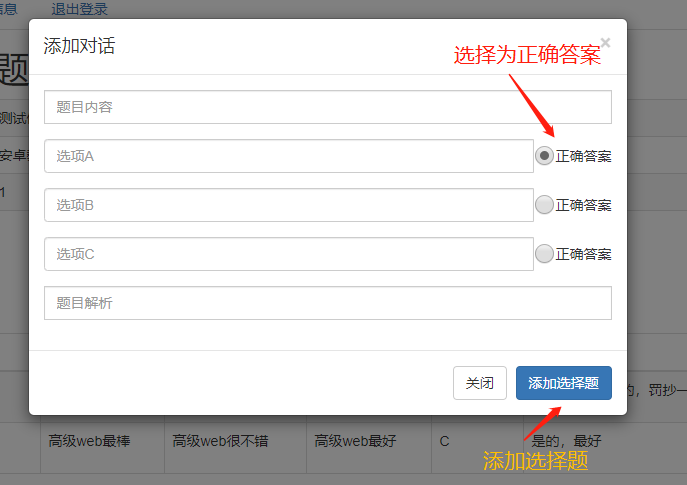 信息 退出登录
题
添加对话 ×
选择为正确答案
测试
题目内容
安卓
选项A 正确答案
1
选项B 正确答案
选项C 正确答案
题目解析
关闭 添加选择题
的，罚抄一
高级web最棒 高级web很不错 高级web最好 C 是的，最好
添加选择题